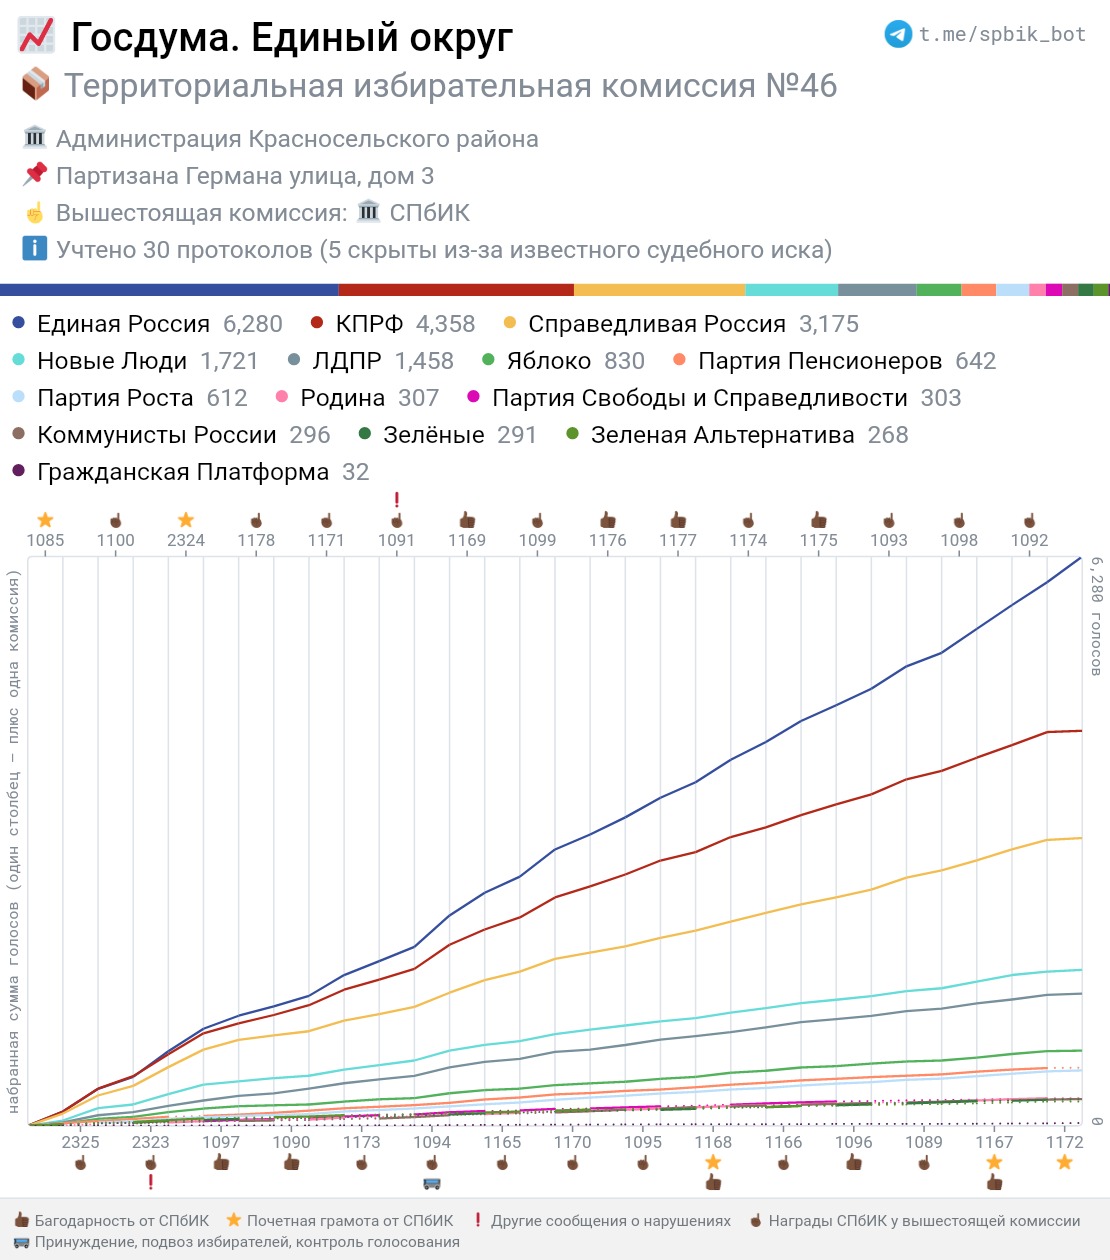 Госдума. Единый округ
t.me/spbik_bot
Территориальная избирательная комиссия №46
Администрация Красносельского района
Партизана Германа улица, дом 3
Вышестоящая комиссия: СПбИК
Учтено 30 протоколов (5 скрыты из-за известного судебного иска)
Единая Россия 6,280 КПРФ 4,358 Справедливая Россия 3,175
Новые Люди 1,721 ЛДПР 1,458 Яблоко 830 Партия Пенсионеров 642
Партия Роста 612 Родина 307 Партия Свободы и Справедливости 303
Коммунисты России 296 Зелёные 291 Зеленая Альтернатива 268
Гражданская Платформа 32
1085 1100 2324 1178 1171 1091 1169 1099 1176 1177 1174 1175 1093 1098 1092
набранная сумма голосов (один столбец — плюс одна комиссия)
6,280 голосов
0
2325 2323 1097 1090 1173 1094 1165 1170 1095 1168 1166 1096 1089 1167 1172
Багодарность от СПбИК Почетная грамота от СПбИК Другие сообщения о нарушениях Награды СПбИК у вышестоящей комиссии
Принуждение, подвоз избирателей, контроль голосования